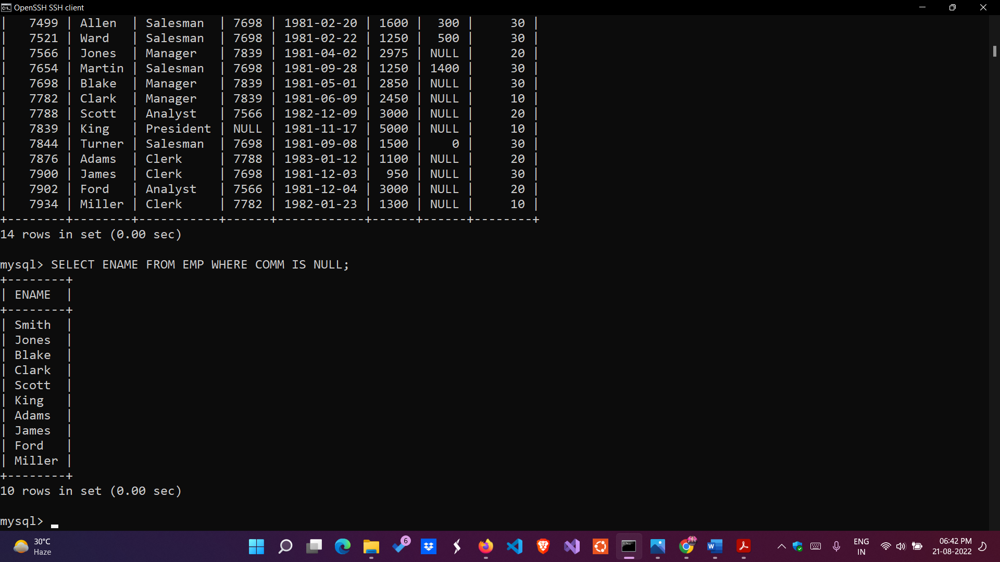 OpenSSH SSH client
|   7499 | Allen  | Salesman  | 7698 | 1981-02-20 | 1600 |  300 |     30 |
|   7521 | Ward   | Salesman  | 7698 | 1981-02-22 | 1250 |  500 |     30 |
|   7566 | Jones  | Manager   | 7839 | 1981-04-02 | 2975 | NULL |     20 |
|   7654 | Martin | Salesman  | 7698 | 1981-09-28 | 1250 | 1400 |     30 |
|   7698 | Blake  | Manager   | 7839 | 1981-05-01 | 2850 | NULL |     30 |
|   7782 | Clark  | Manager   | 7839 | 1981-06-09 | 2450 | NULL |     10 |
|   7788 | Scott  | Analyst   | 7566 | 1982-12-09 | 3000 | NULL |     20 |
|   7839 | King   | President | NULL | 1981-11-17 | 5000 | NULL |     10 |
|   7844 | Turner | Salesman  | 7698 | 1981-09-08 | 1500 |    0 |     30 |
|   7876 | Adams  | Clerk     | 7788 | 1983-01-12 | 1100 | NULL |     20 |
|   7900 | James  | Clerk     | 7698 | 1981-12-03 |  950 | NULL |     30 |
|   7902 | Ford   | Analyst   | 7566 | 1981-12-04 | 3000 | NULL |     20 |
|   7934 | Miller | Clerk     | 7782 | 1982-01-23 | 1300 | NULL |     10 |
+--------+--------+-----------+------+------------+------+------+--------+
14 rows in set (0.00 sec)
mysql> SELECT ENAME FROM EMP WHERE COMM IS NULL;
+--------+
| ENAME  |
+--------+
| Smith  |
| Jones  |
| Blake  |
| Clark  |
| Scott  |
| King   |
| Adams  |
| James  |
| Ford   |
| Miller |
+--------+
10 rows in set (0.00 sec)
mysql>
30°C
Haze
6
ENG
IN
06:42 PM
21-08-2022